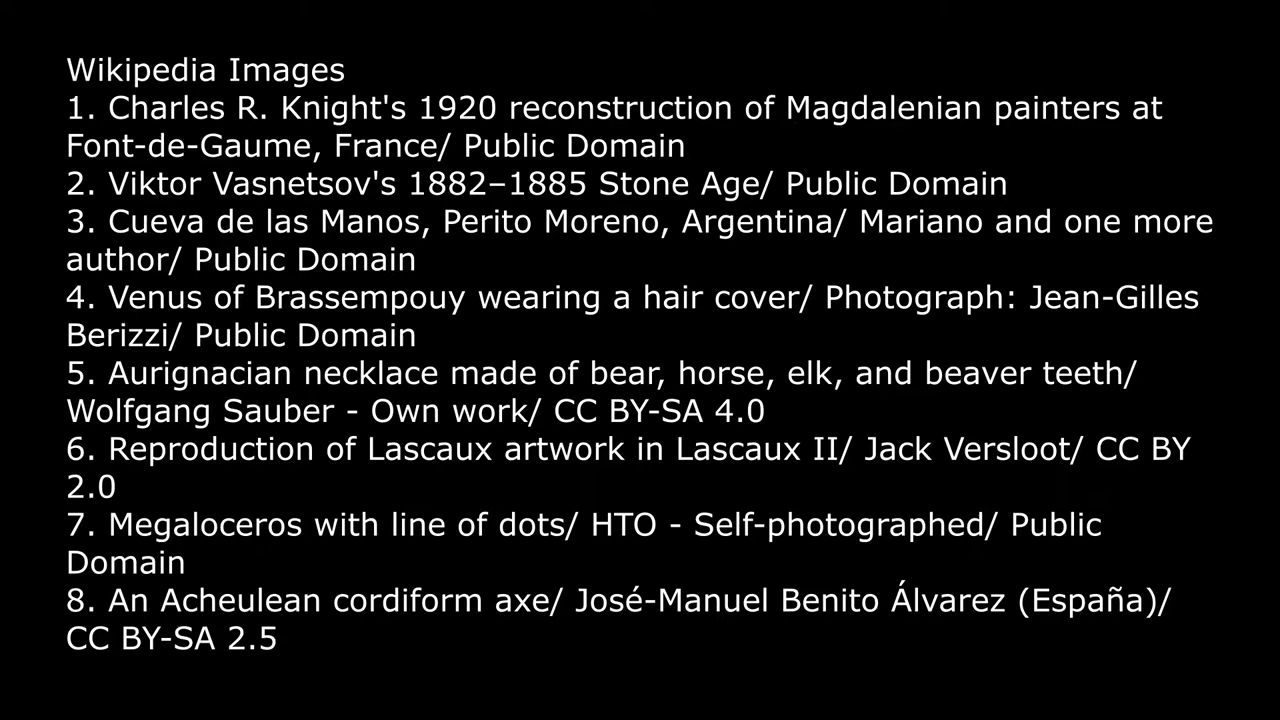 Wikipedia Images
1. Charles R. Knight's 1920 reconstruction of Magdalenian painters at
Font-de-Gaume, France/ Public Domain
2. Viktor Vasnetsov's 1882–1885 Stone Age/ Public Domain
3. Cueva de las Manos, Perito Moreno, Argentina/ Mariano and one more
author/ Public Domain
4. Venus of Brassempouy wearing a hair cover/ Photograph: Jean-Gilles
Berizzi/ Public Domain
5. Aurignacian necklace made of bear, horse, elk, and beaver teeth/
Wolfgang Sauber - Own work/ CC BY-SA 4.0
6. Reproduction of Lascaux artwork in Lascaux II/ Jack Versloot/ CC BY
2.0
7. Megaloceros with line of dots/ HTO - Self-photographed/ Public
Domain
8. An Acheulean cordiform axe/ José-Manuel Benito Álvarez (España)/
CC BY-SA 2.5